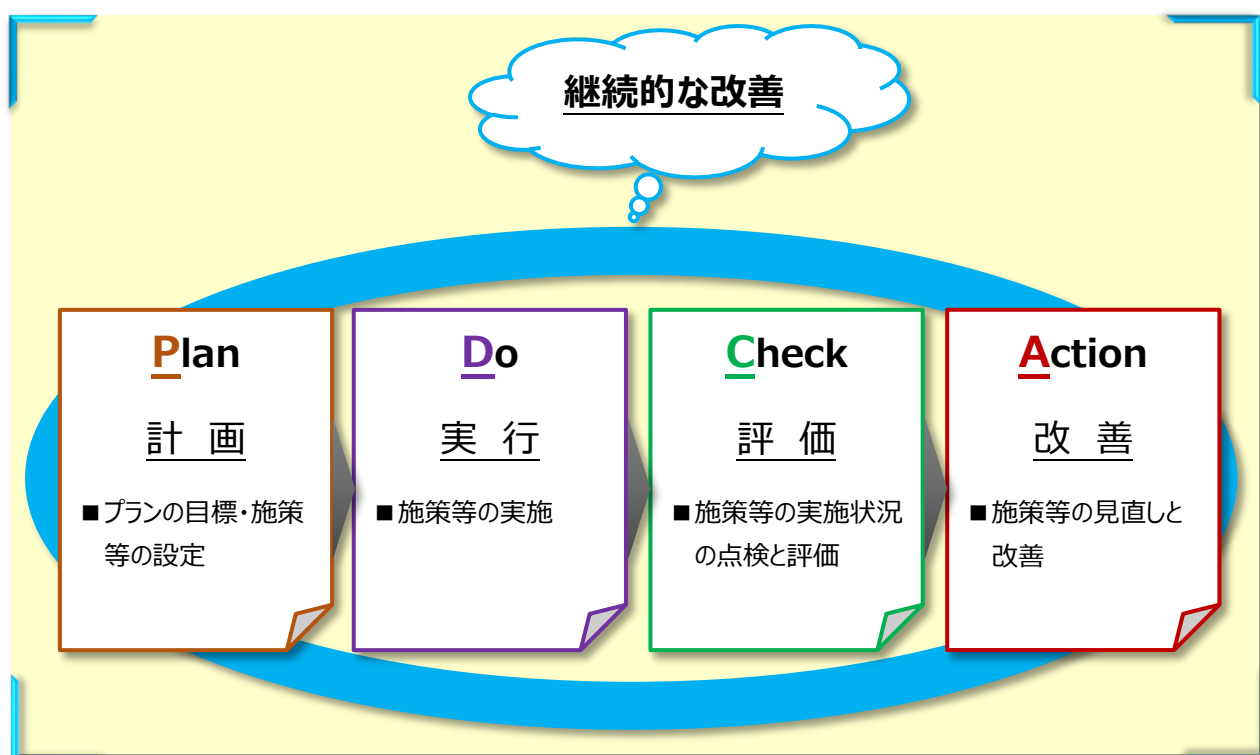 継続的な改善
Plan
計 画
■プランの目標・施策
等の設定
Do
実 行
■施策等の実施
Check
評 価
■施策等の実施状況
の点検と評価
Action
改 善
■施策等の見直しと
改善